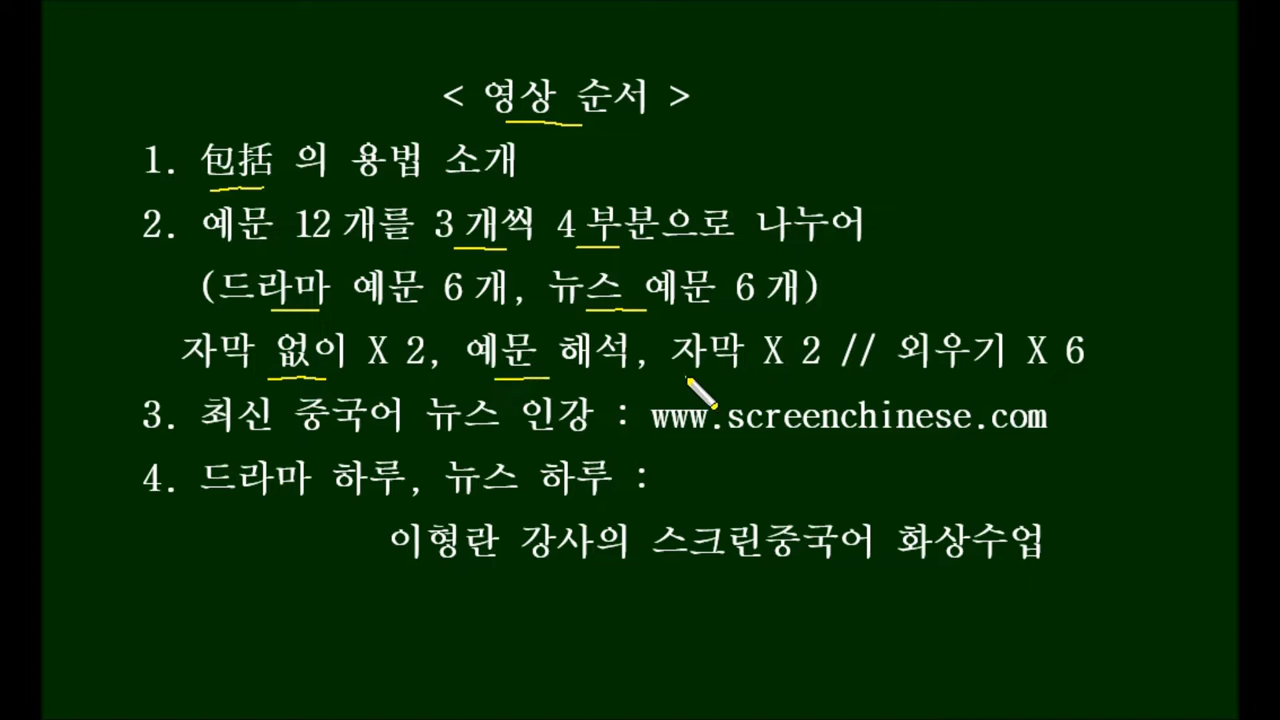 < 영상 순서 >
1. 包括 의 용법 소개
2. 예문 12개를 3개씩 4부분으로 나누어
(드라마 예문 6개, 뉴스 예문 6개)
자막 없이 X 2, 예문 해석, 자막 X 2 // 외우기 X 6
3. 최신 중국어 뉴스 인강 : www.screenchinese.com
4. 드라마 하루, 뉴스 하루 :
이형란 강사의 스크린중국어 화상수업